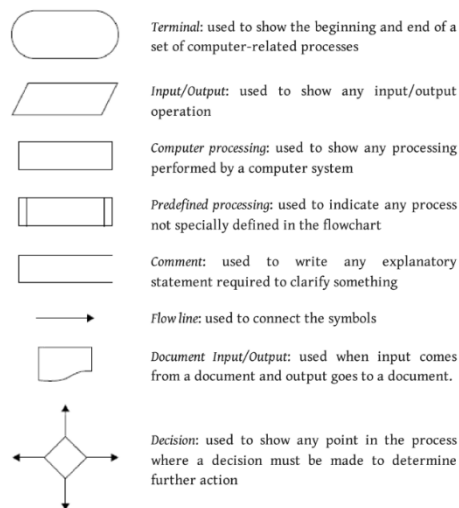 Terminal: used to show the beginning and end of a
set of computer-related processes
Input/Output: used to show any input/output
operation
Computer processing: used to show any processing
performed by a computer system
Predefined processing: used to indicate any process
not specially defined in the flowchart
Comment: used to write any explanatory
statement required to clarify something
Flow line: used to connect the symbols
Document Input/Output: used when input comes
from a document and output goes to a document.
Decision: used to show any point in the process
where a decision must be made to determine
further action